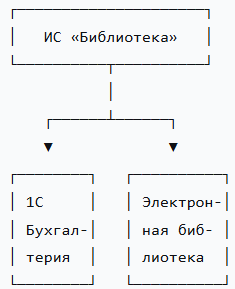 ИС «Библиотека»
1С
Бухгал-
терия
Электрон-
ная биб-
лиотека